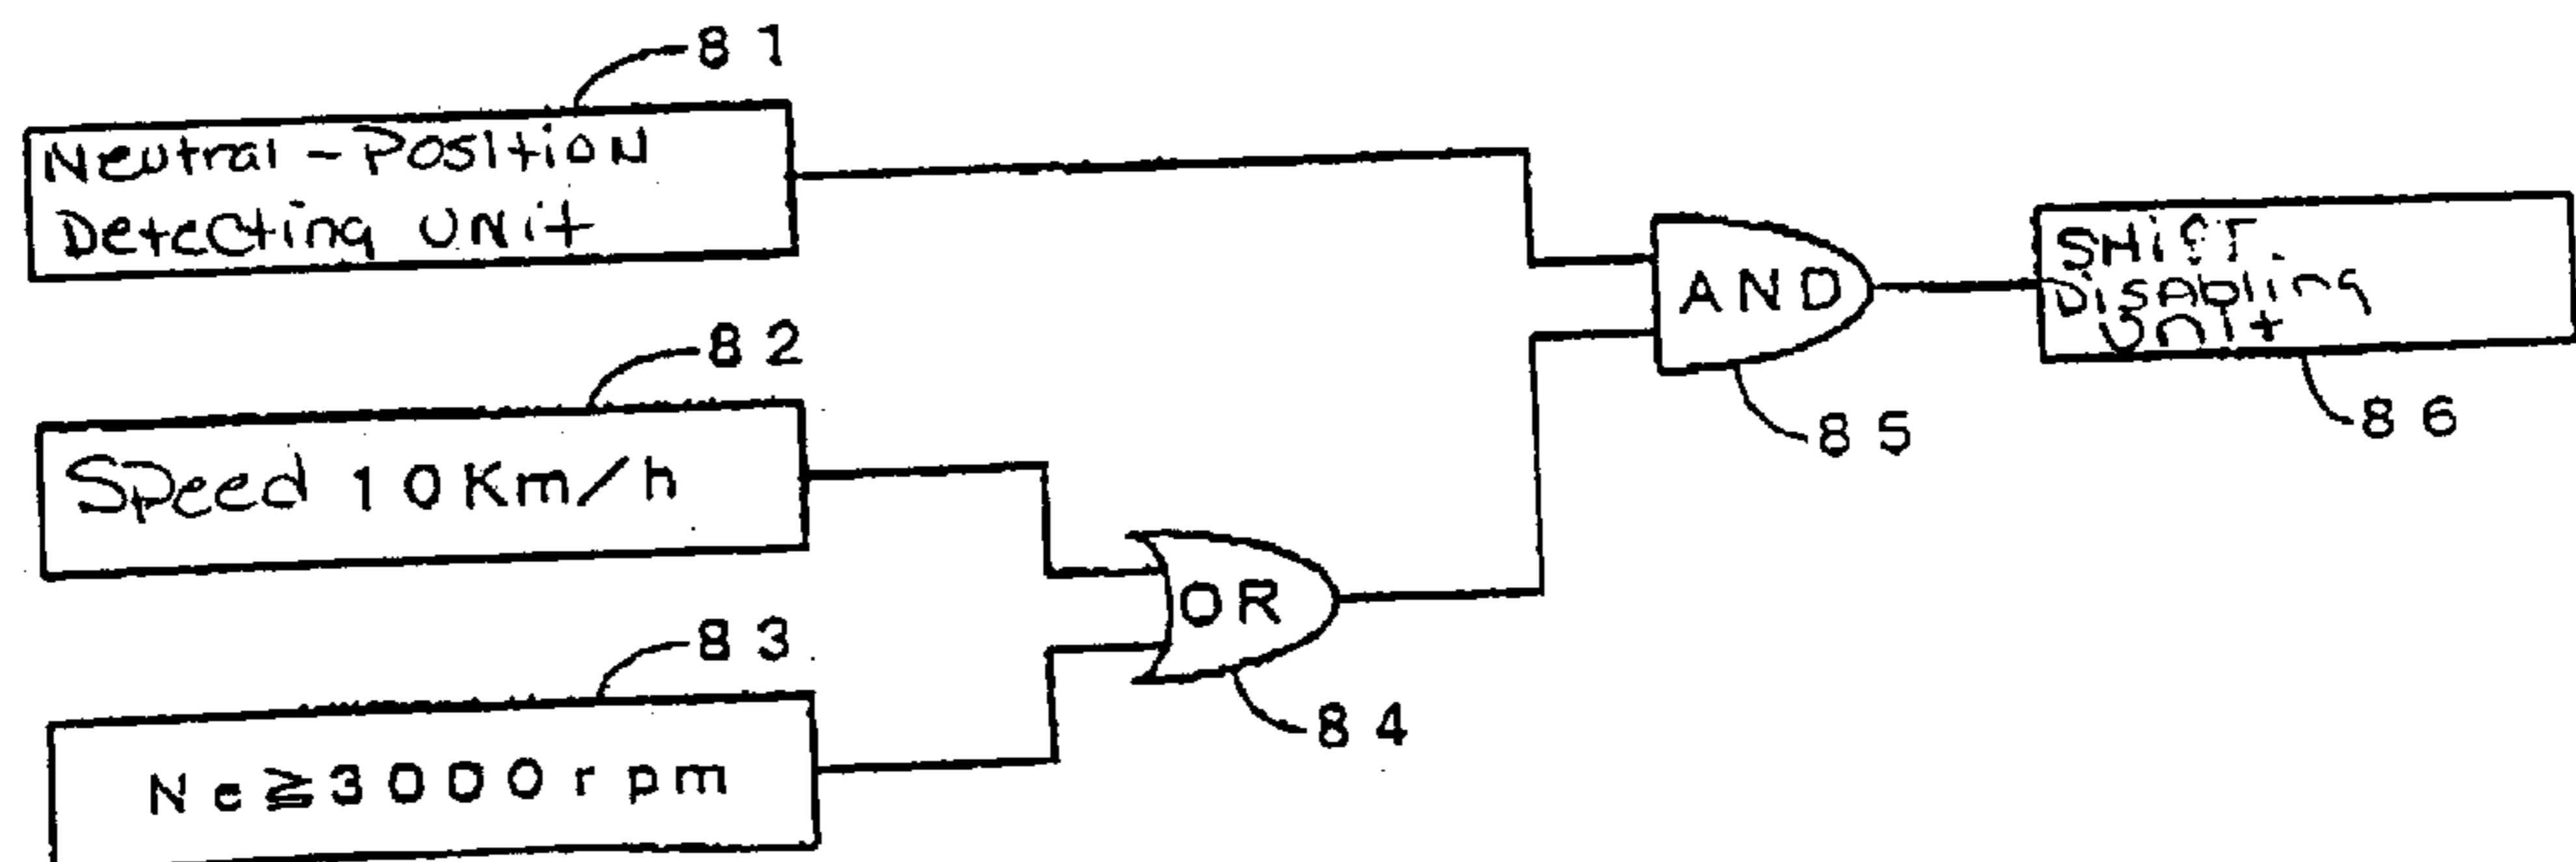 81
Neutral-Position
Detecting Unit
82
Speed 10Km/h
83
Ne≧3000rpm
OR
84
AND
85
SHIFT
Disabling
Unit
86